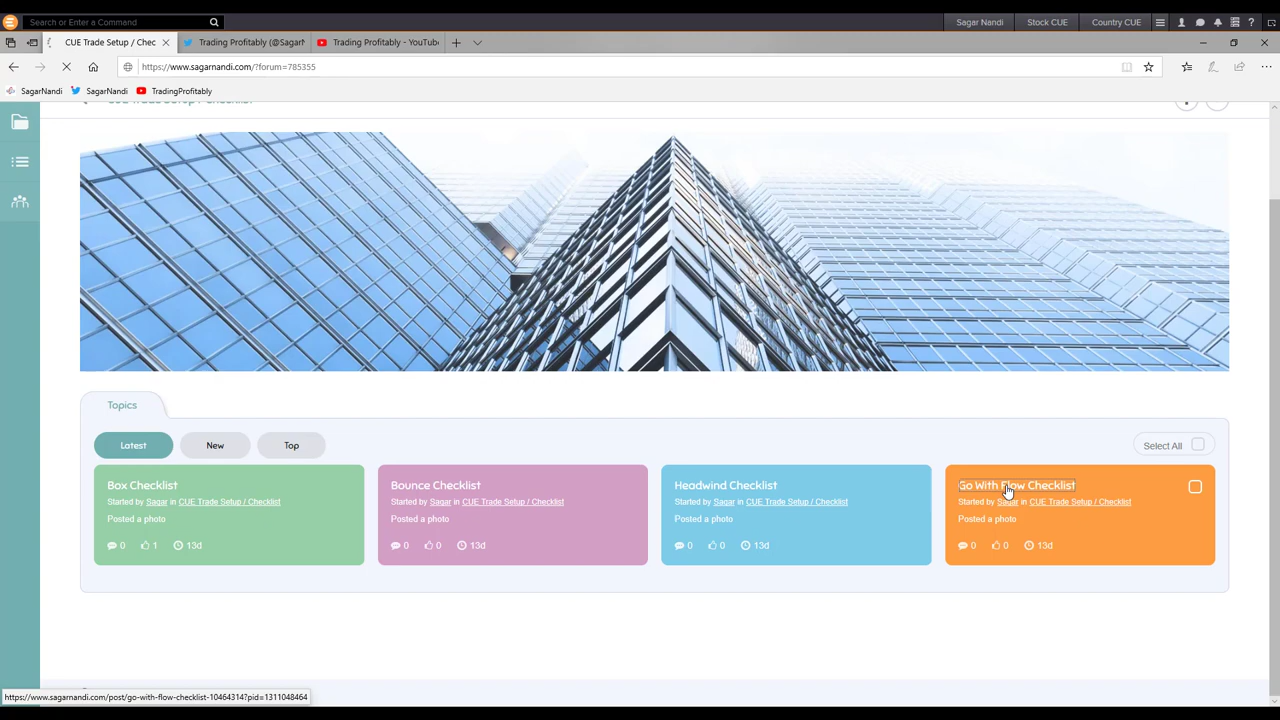 Search or Enter a Command
Sagar Nandi
Stock CUE
Country CUE
CUE Trade Setup / Chec
Trading Profitably (@Sagar
Trading Profitably - YouTub
https://www.sagarnandi.com/?forum=785355
SagarNandi
SagarNandi
TradingProfitably
CUE Trade Setup / Checklist
Topics
Latest
New
Top
Select All
Box Checklist
Started by Sagar in CUE Trade Setup / Checklist
Posted a photo
0 1 13d
Bounce Checklist
Started by Sagar in CUE Trade Setup / Checklist
Posted a photo
0 0 13d
Headwind Checklist
Started by Sagar in CUE Trade Setup / Checklist
Posted a photo
0 0 13d
Go With Flow Checklist
Started by Sagar in CUE Trade Setup / Checklist
Posted a photo
0 0 13d
https://www.sagarnandi.com/post/go-with-flow-checklist-10464314?pid=1311048464